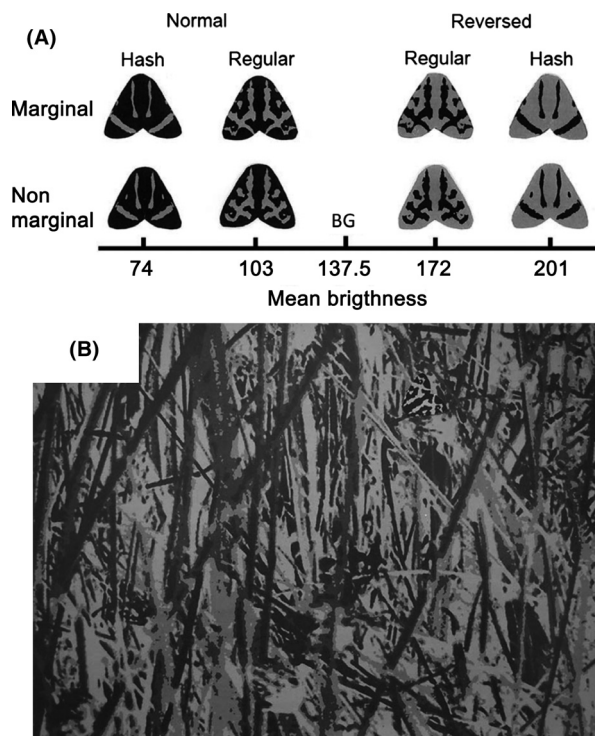 (A)
Normal Reversed
Hash Regular Regular Hash
Marginal
Non
marginal
BG
74 103 137.5 172 201
Mean brigthness
(B)